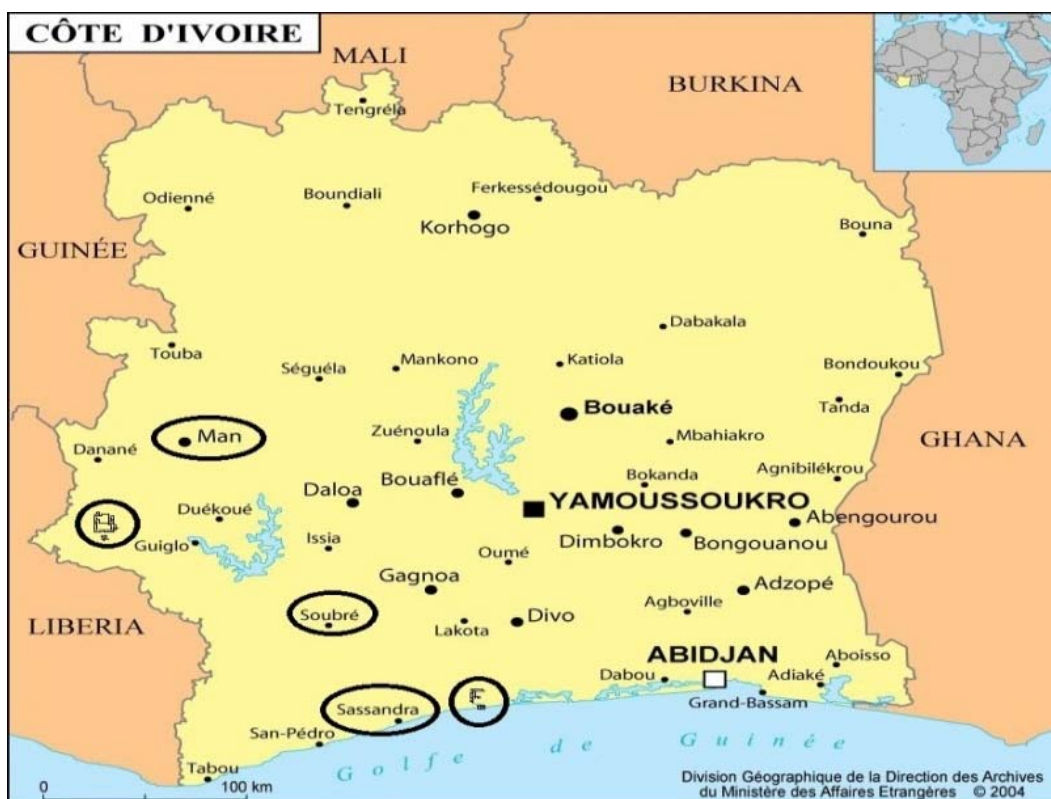 CÔTE D'IVOIRE
MALI
BURKINA
Tengréla
Odienné
Boundiali
Ferkessédougou
Korhogo
Bouna
GUINÉE
Dabakala
Touba
Séguéla
Mankono
Katiola
Bondoukou
Bouaké
Tanda
Man
Zuénoula
Mbahiakro
GHANA
Danané
Bokanda
Agnibilékrou
Daloa
Bouaflé
YAMOUSSOUKRO
Duékoué
Abengourou
Guiglo
Issia
Oumé
Dimbokro
Bongouanou
Gagnoa
Adzopé
Soubré
Agboville
LIBERIA
Lakota
Divo
ABIDJAN
Aboisso
Dabou
Adiaké
Sassandra
Grand-Bassam
San-Pédro
Golfe de Guinée
Tabou
0 100 km
Division Géographique de la Direction des Archives
du Ministère des Affaires Etrangères © 2004